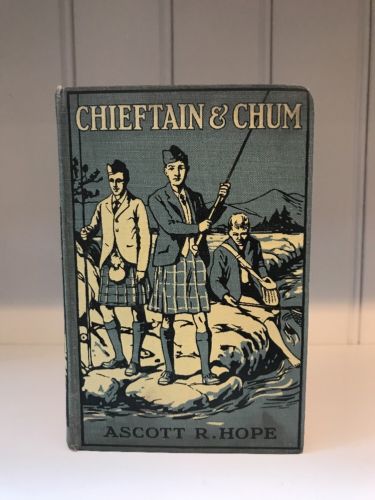 CHIEFTAIN & CHUM
ASCOTT R. HOPE